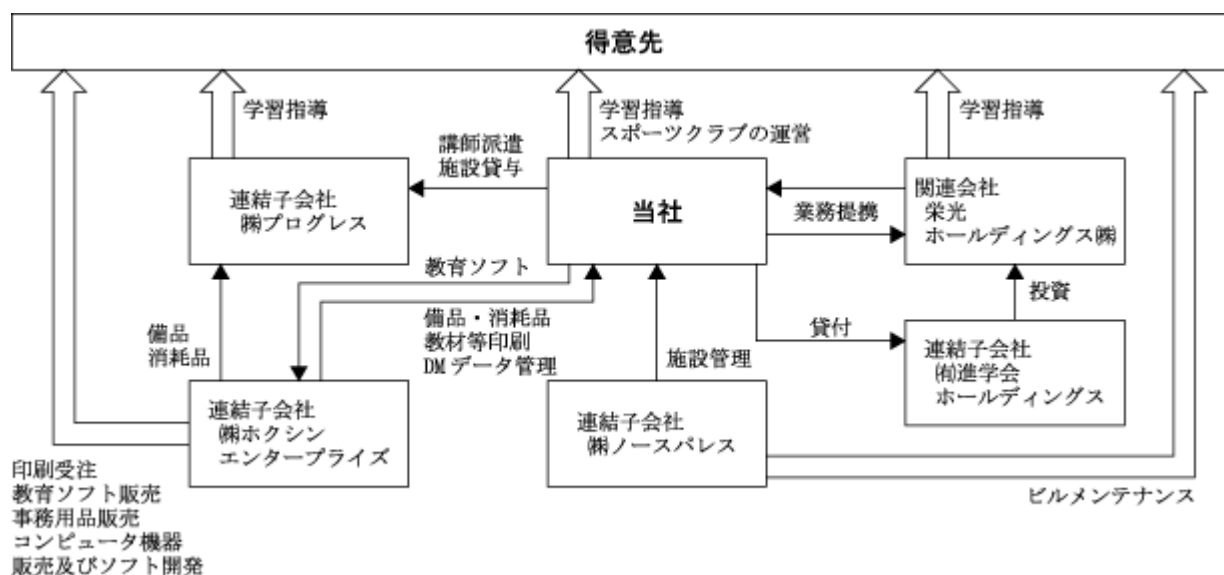 得意先
学習指導
学習指導
スポーツクラブの運営
学習指導
講師派遣
施設貸与
連結子会社
㈱プログレス
当社
業務提携
関連会社
栄光
ホールディングス㈱
教育ソフト
備品
消耗品
備品・消耗品
教材等印刷
DMデータ管理
施設管理
貸付
投資
連結子会社
㈲進学会
ホールディングス
連結子会社
㈱ホクシン
エンタープライズ
連結子会社
㈱ノースパレス
印刷受注
教育ソフト販売
事務用品販売
コンピュータ機器
販売及びソフト開発
ビルメンテナンス